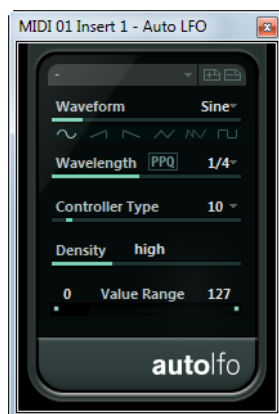 MIDI 01 Insert 1 - Auto LFO
-
Waveform Sine
Wavelength PPQ 1/4
Controller Type 10
Density high
0 Value Range 127
autolfo